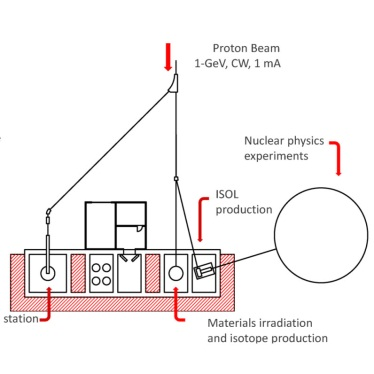 Proton Beam
1-GeV, CW, 1 mA
Nuclear physics
experiments
ISOL
production
station
Materials irradiation
and isotope production